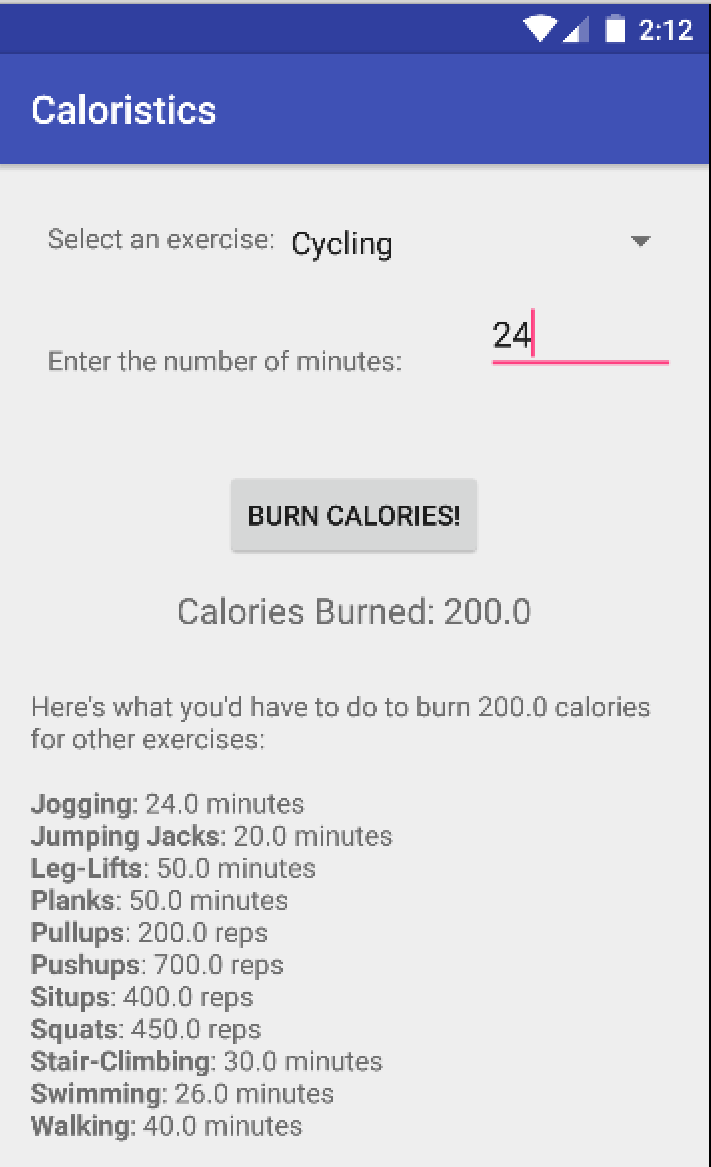 2:12
Caloristics
Select an exercise: Cycling
Enter the number of minutes: 24
BURN CALORIES!
Calories Burned: 200.0
Here's what you'd have to do to burn 200.0 calories
for other exercises:
Jogging: 24.0 minutes
Jumping Jacks: 20.0 minutes
Leg-Lifts: 50.0 minutes
Planks: 50.0 minutes
Pullups: 200.0 reps
Pushups: 700.0 reps
Situps: 400.0 reps
Squats: 450.0 reps
Stair-Climbing: 30.0 minutes
Swimming: 26.0 minutes
Walking: 40.0 minutes